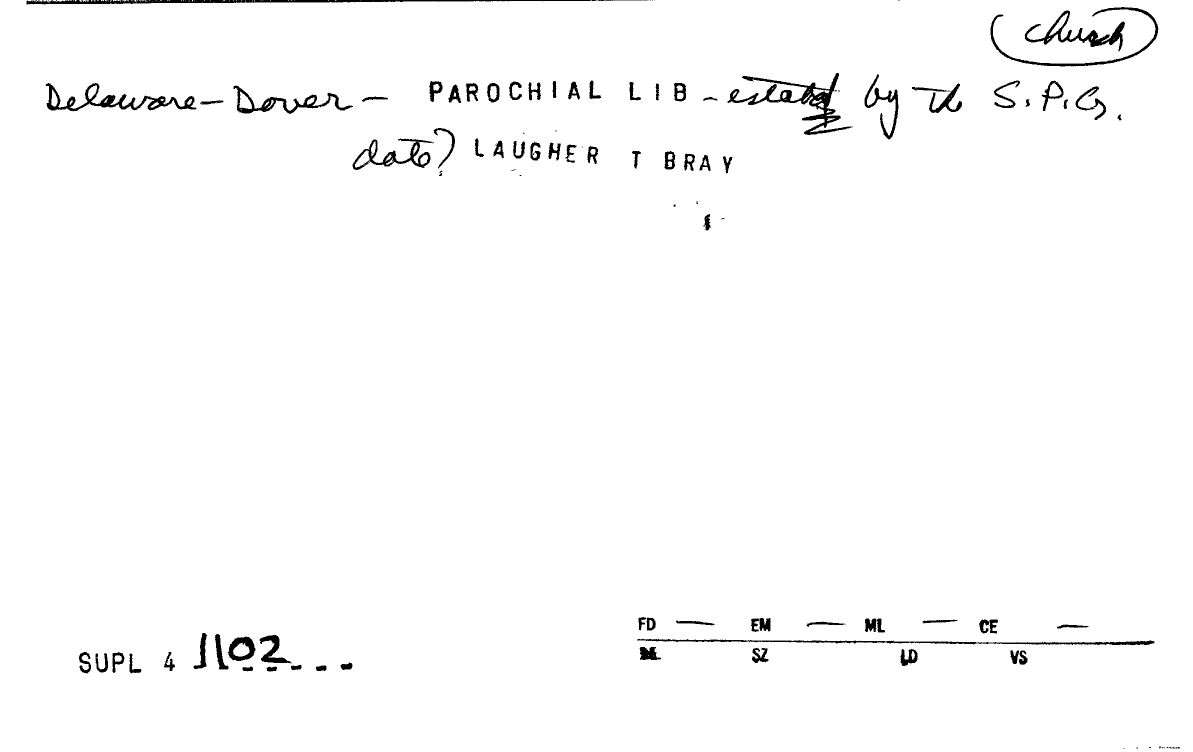 church
Delaware - Dover - PAROCHIAL LIB - estabd by the S.P.G.
date? LAUGHER T BRAY
FD — EM — ML — CE —
SZ LD VS
SUPL 4 1102